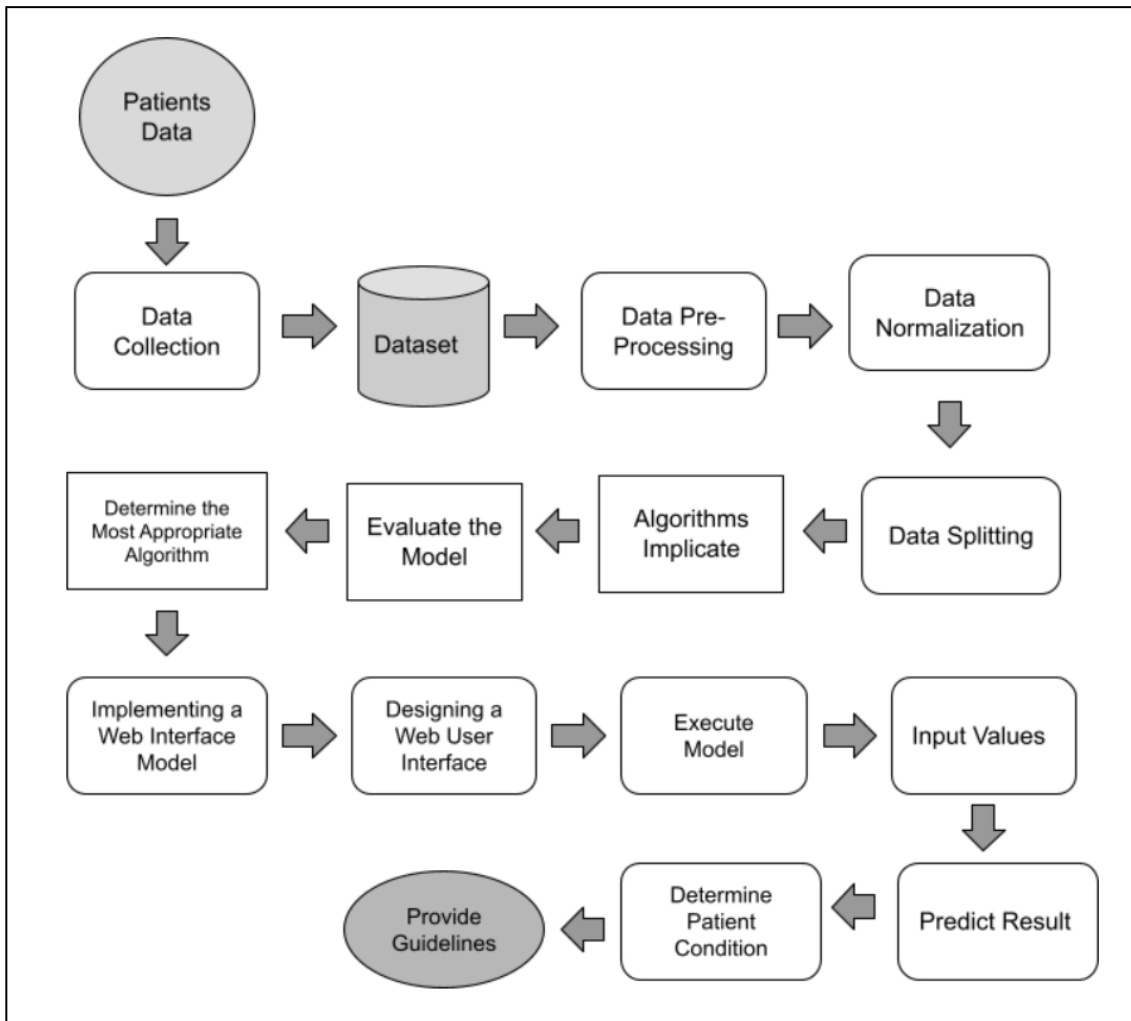 Patients
Data
Data
Collection
Dataset
Data Pre-
Processing
Data
Normalization
Data Splitting
Algorithms
Implicate
Evaluate the
Model
Determine the
Most Appropriate
Algorithm
Implementing a
Web Interface
Model
Designing a
Web User
Interface
Execute
Model
Input Values
Predict Result
Determine
Patient
Condition
Provide
Guidelines